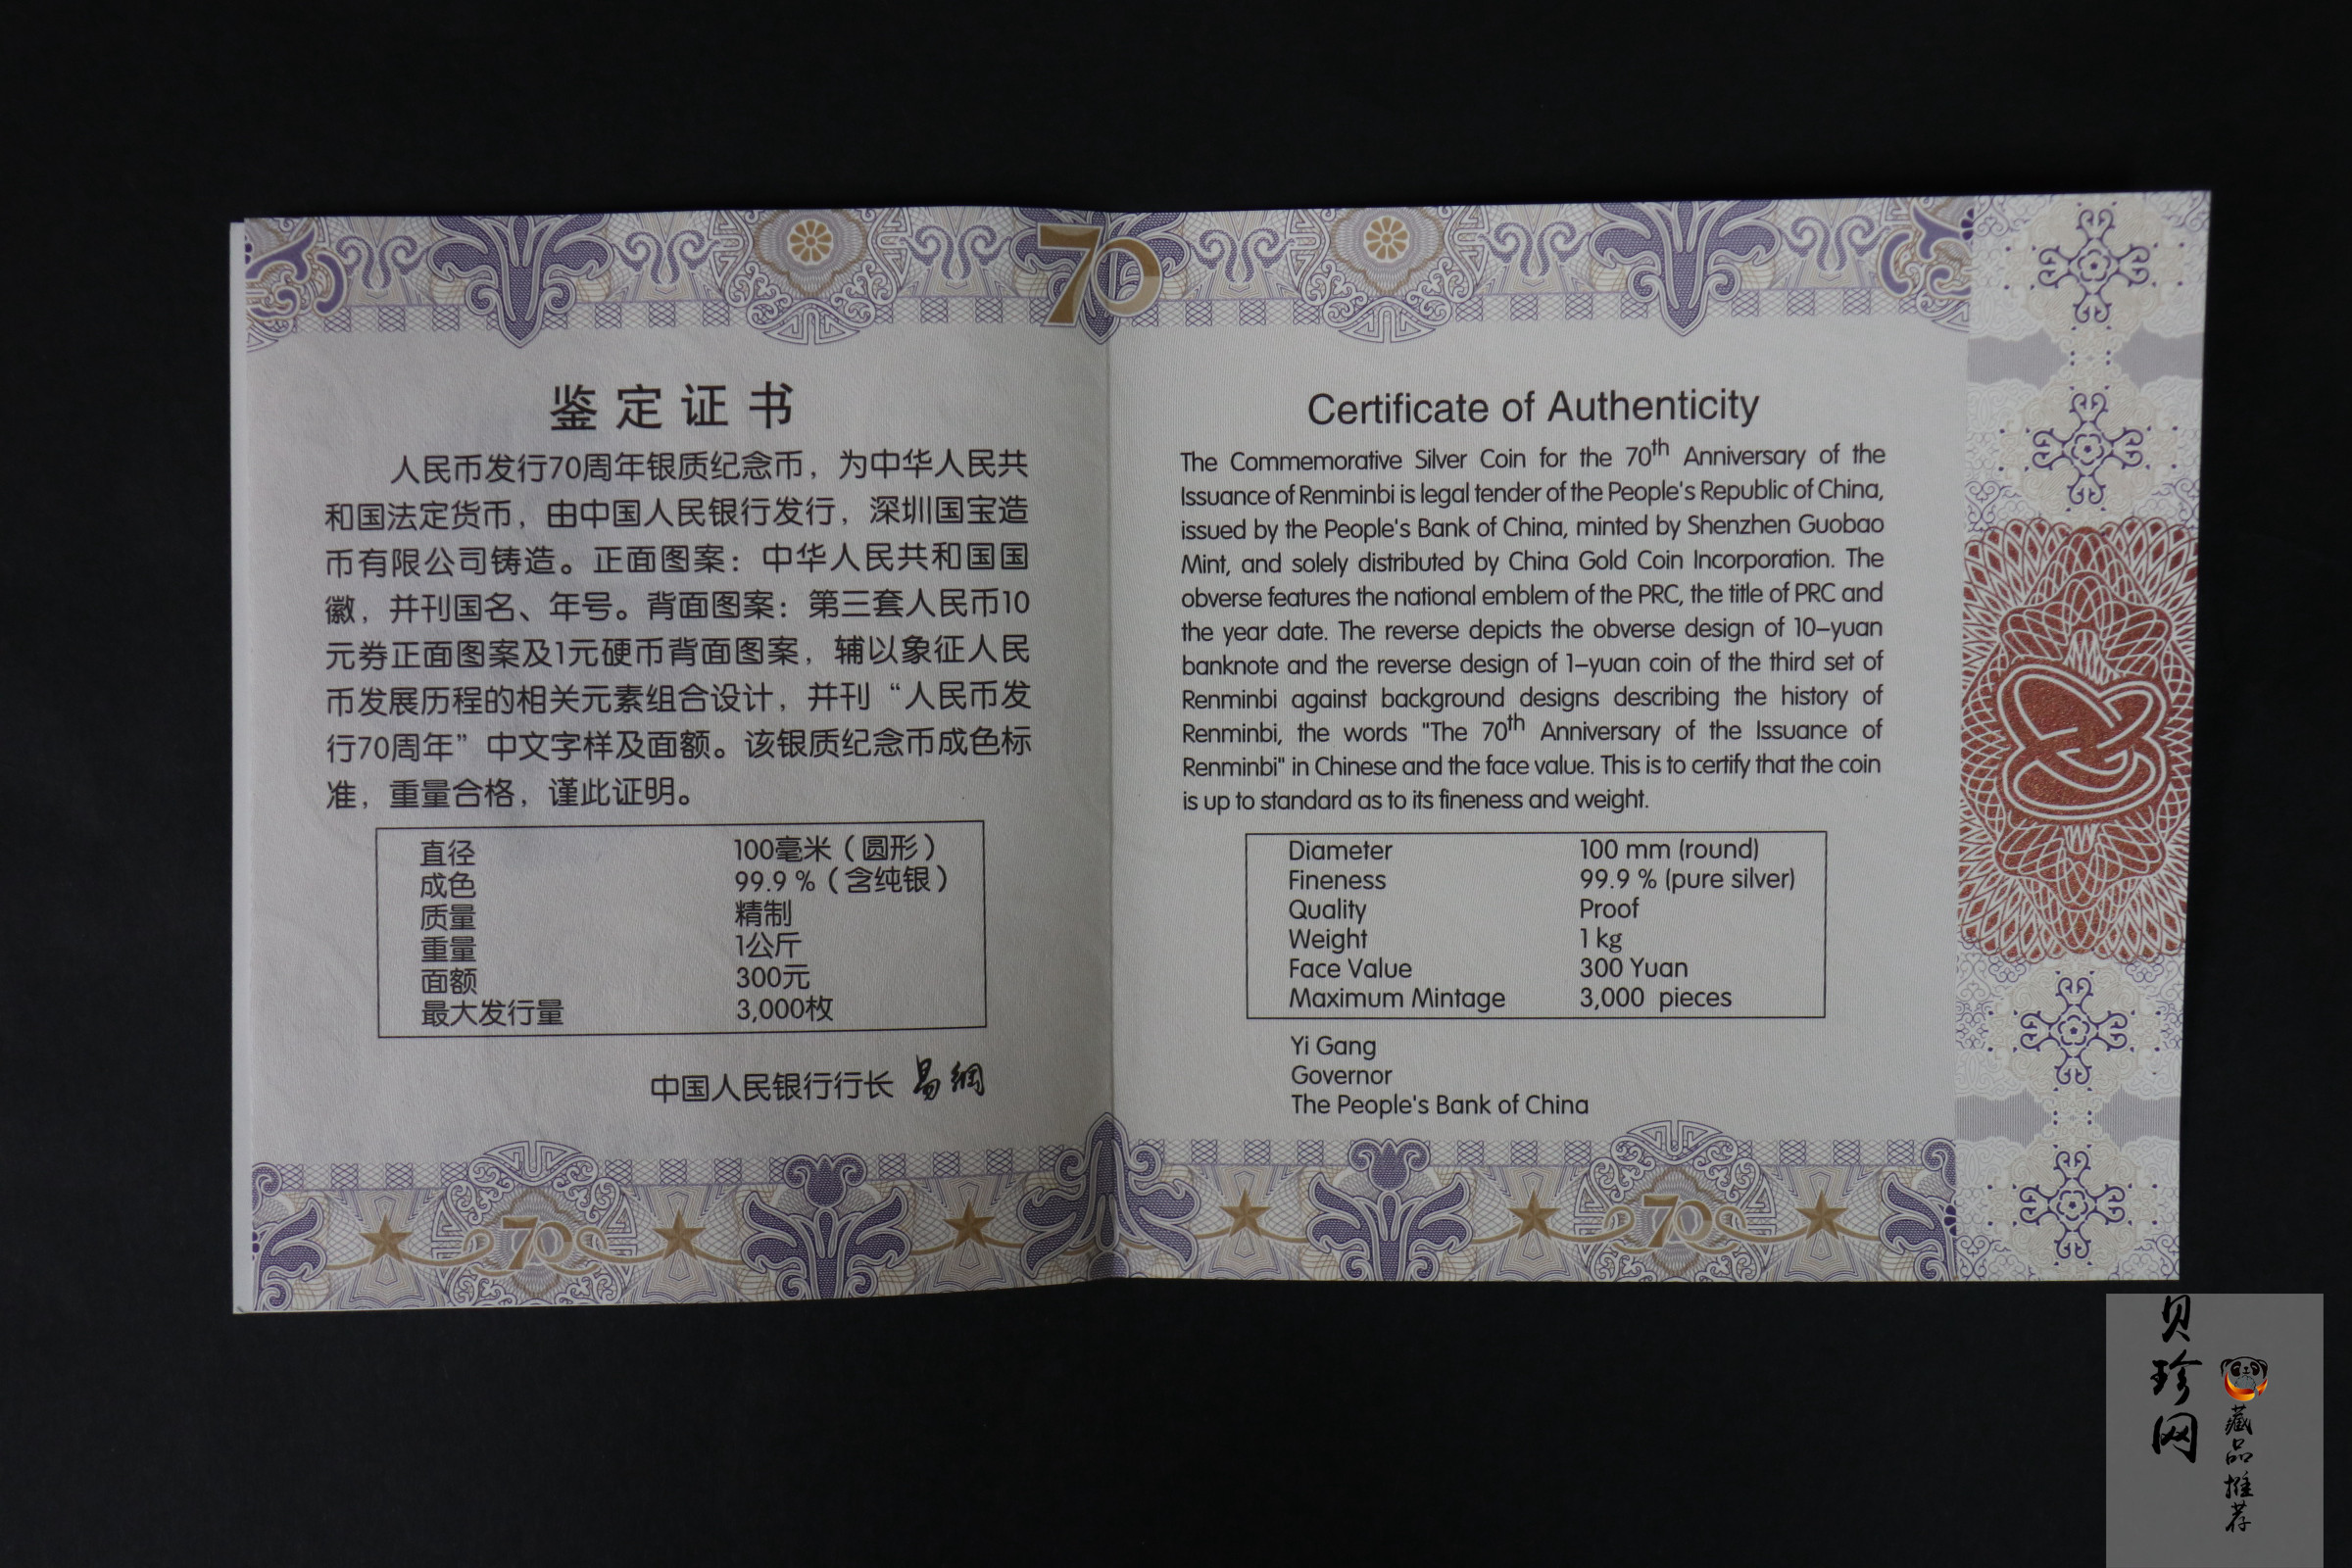 70
鉴定证书
人民币发行70周年银质纪念币，为中华人民共
和国法定货币，由中国人民银行发行，深圳国宝造
币有限公司铸造。正面图案：中华人民共和国国
徽，并刊国名、年号。背面图案：第三套人民币10
元券正面图案及1元硬币背面图案，辅以象征人民
币发展历程的相关元素组合设计，并刊“人民币发
行70周年”中文字样及面额。该银质纪念币成色标
准，重量合格，谨此证明。
直径 100毫米（圆形）
成色 99.9 %（含纯银）
质量 精制
重量 1公斤
面额 300元
最大发行量 3,000枚
中国人民银行行长 易纲
70
Certificate of Authenticity
The Commemorative Silver Coin for the 70th Anniversary of the
Issuance of Renminbi is legal tender of the People's Republic of China,
issued by the People's Bank of China, minted by Shenzhen Guobao
Mint, and solely distributed by China Gold Coin Incorporation. The
obverse features the national emblem of the PRC, the title of PRC and
the year date. The reverse depicts the obverse design of 10–yuan
banknote and the reverse design of 1–yuan coin of the third set of
Renminbi against background designs describing the history of
Renminbi, the words "The 70th Anniversary of the Issuance of
Renminbi" in Chinese and the face value. This is to certify that the coin
is up to standard as to its fineness and weight.
Diameter 100 mm (round)
Fineness 99.9 % (pure silver)
Quality Proof
Weight 1 kg
Face Value 300 Yuan
Maximum Mintage 3,000 pieces
Yi Gang
Governor
The People's Bank of China
70
贝珍网
藏品推荐